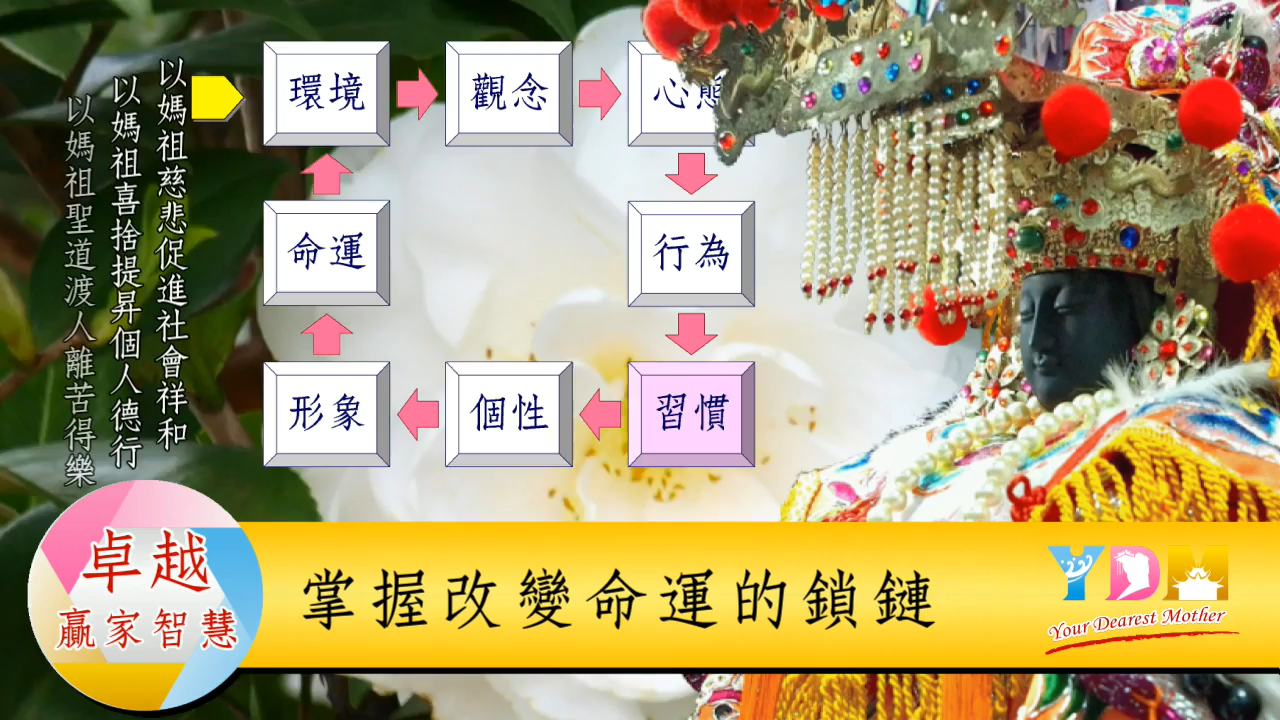 以媽祖慈悲促進社會祥和
以媽祖喜捨提昇個人德行
以媽祖聖道渡人離苦得樂
環境
觀念
心態
命運
行為
形象
個性
習慣
卓越
贏家智慧
掌握改變命運的鎖鏈
YDM
Your Dearest Mother